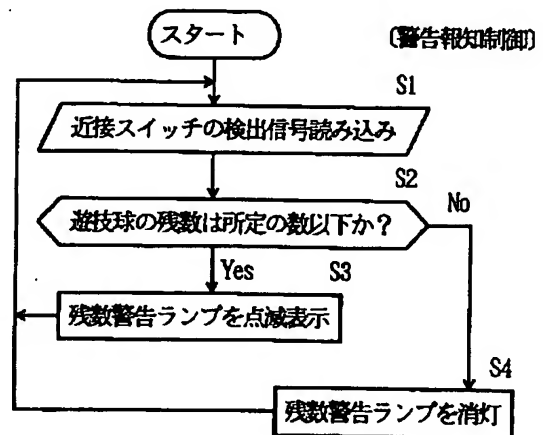 スタート
〔警告報知制御〕
S1
近接スイッチの検出信号読み込み
S2
遊技球の残数は所定の数以下か?
No
Yes
S3
残数警告ランプを点滅表示
S4
残数警告ランプを消灯